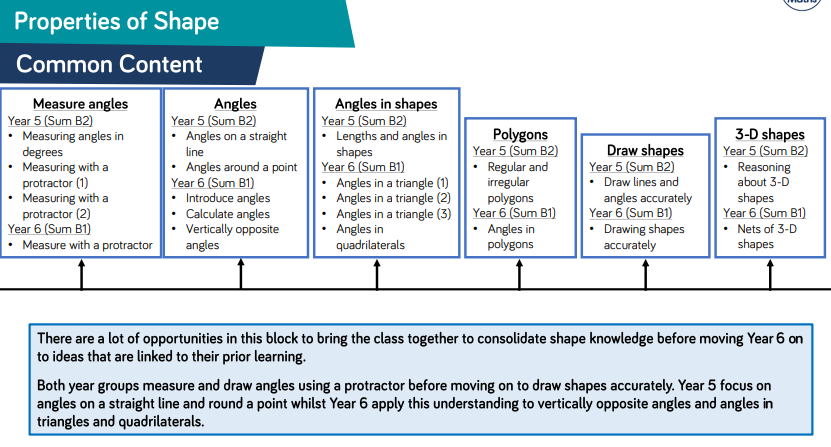 Properties of Shape
Common Content
Measure angles
Year 5 (Sum B2)
• Measuring angles in
degrees
• Measuring with a
protractor (1)
• Measuring with a
protractor (2)
Year 6 (Sum B1)
• Measure with a protractor
Angles
Year 5 (Sum B2)
• Angles on a straight
line
• Angles around a point
Year 6 (Sum B1)
• Introduce angles
• Calculate angles
• Vertically opposite
angles
Angles in shapes
Year 5 (Sum B2)
• Lengths and angles in
shapes
Year 6 (Sum B1)
• Angles in a triangle (1)
• Angles in a triangle (2)
• Angles in a triangle (3)
• Angles in
quadrilaterals
Polygons
Year 5 (Sum B2)
• Regular and
irregular
polygons
Year 6 (Sum B1)
• Angles in
polygons
Draw shapes
Year 5 (Sum B2)
• Draw lines and
angles accurately
Year 6 (Sum B1)
• Drawing shapes
accurately
3-D shapes
Year 5 (Sum B2)
• Reasoning
about 3-D
shapes
Year 6 (Sum B1)
• Nets of 3-D
shapes
There are a lot of opportunities in this block to bring the class together to consolidate shape knowledge before moving Year 6 on
to ideas that are linked to their prior learning.
Both year groups measure and draw angles using a protractor before moving on to draw shapes accurately. Year 5 focus on
angles on a straight line and round a point whilst Year 6 apply this understanding to vertically opposite angles and angles in
triangles and quadrilaterals.